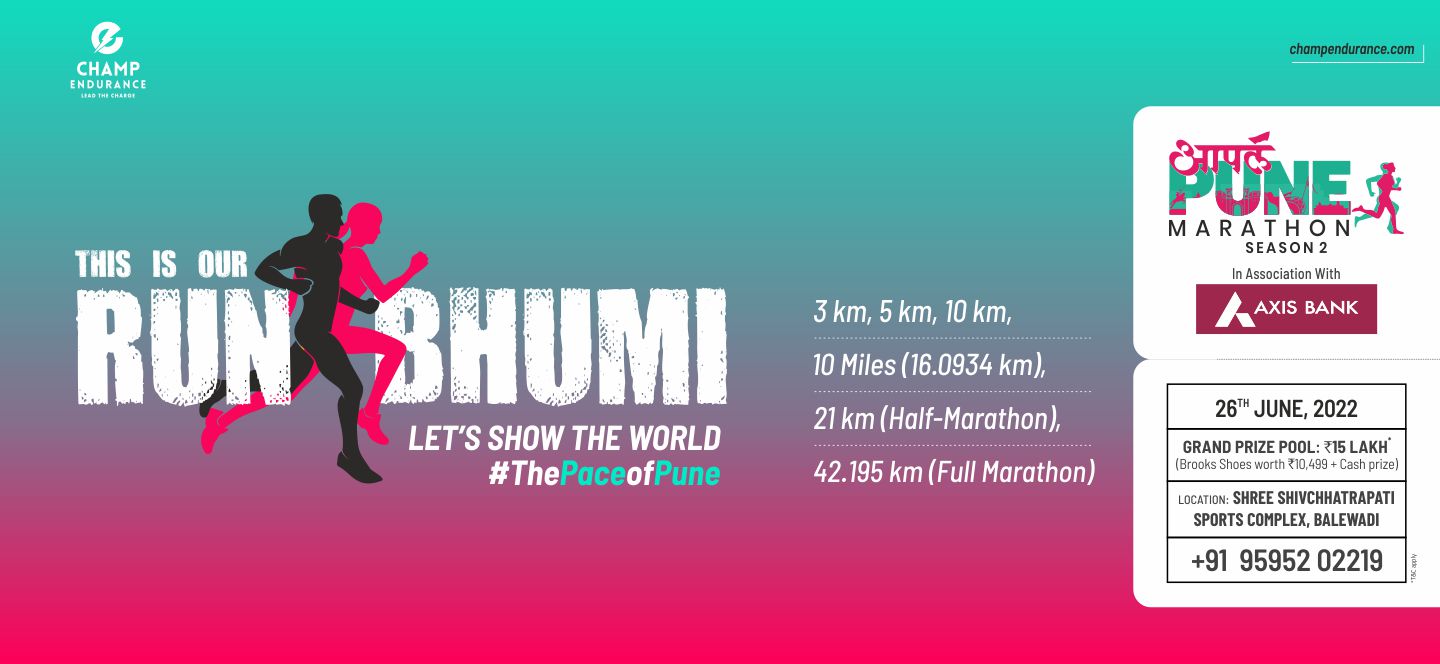 CHAMP
ENDURANCE
LEAD THE CHARGE
champendurance.com
THIS IS OUR
RUN BHUMI
LET'S SHOW THE WORLD
#ThePaceofPune
3 km, 5 km, 10 km,
10 Miles (16.0934 km),
21 km (Half-Marathon),
42.195 km (Full Marathon)
आपलं
PUNE
MARATHON
SEASON 2
In Association With
AXIS BANK
26TH JUNE, 2022
GRAND PRIZE POOL: ₹15 LAKH*
(Brooks Shoes worth ₹10,499 + Cash prize)
LOCATION: SHREE SHIVCHHATRAPATI
SPORTS COMPLEX, BALEWADI
+91 95952 02219
*T&C apply